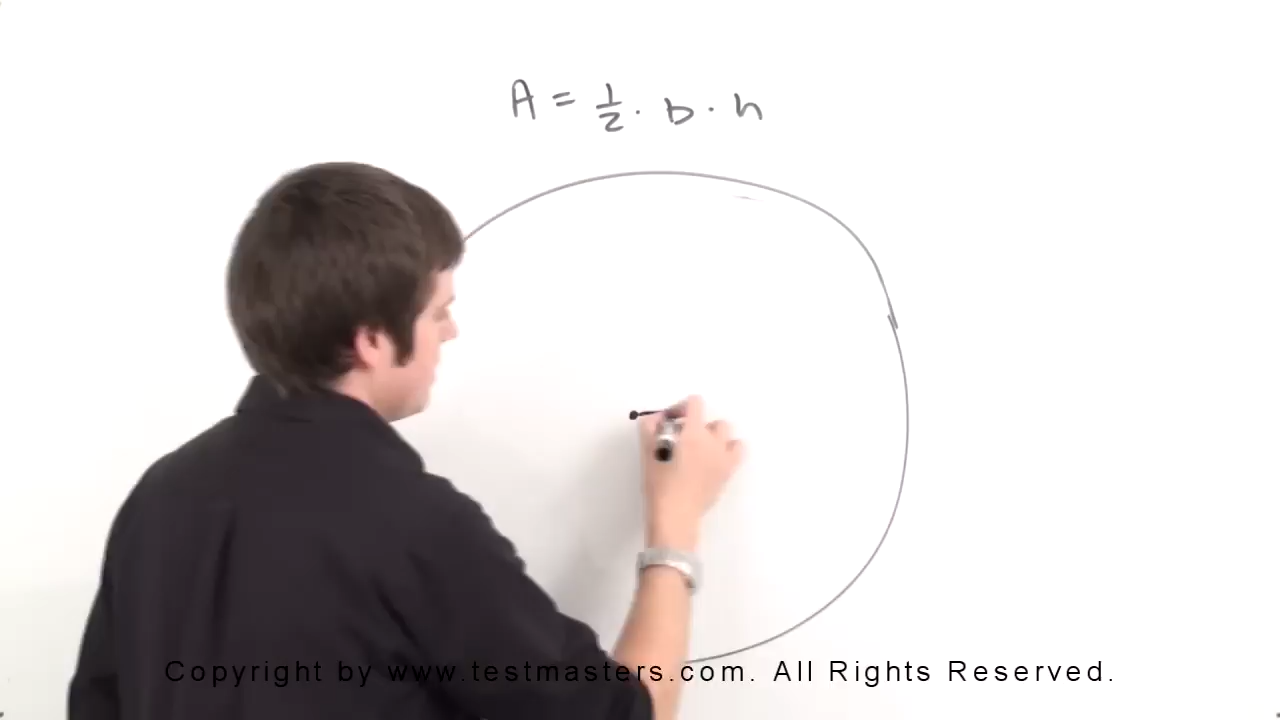 A = 1/2 · b · h
Copyright by www.testmasters.com. All Rights Reserved.